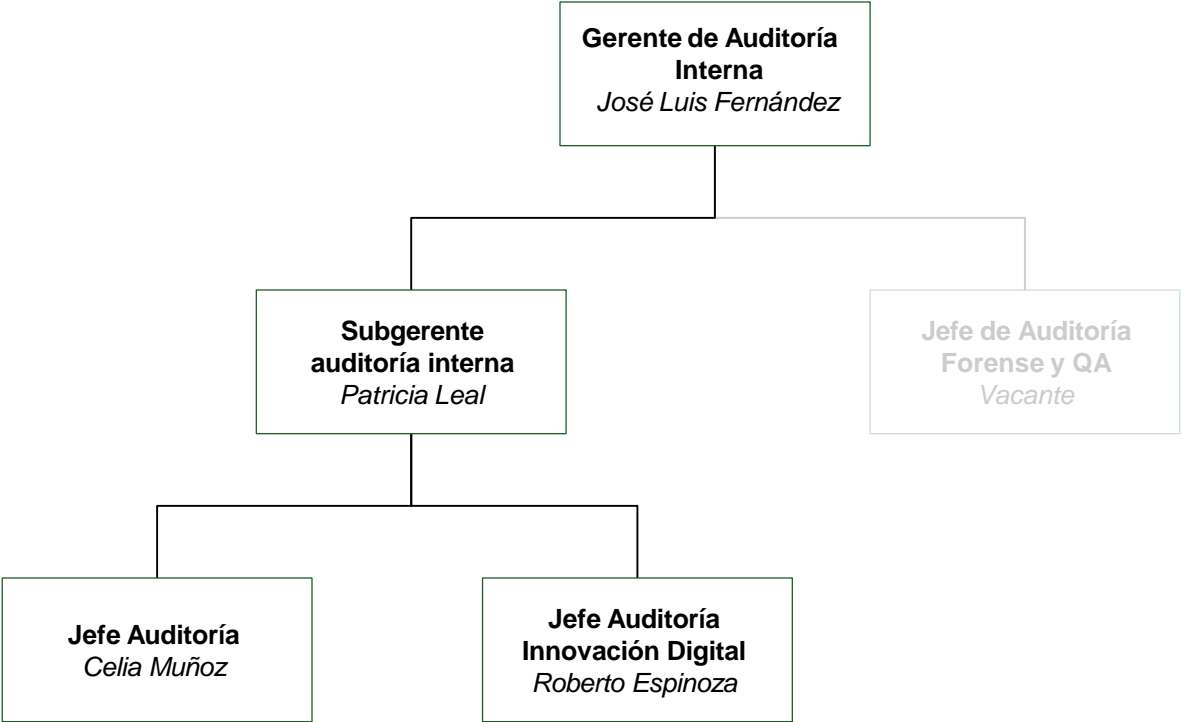 Gerente de Auditoría
Interna
José Luis Fernández
Subgerente
auditoría interna
Patricia Leal
Jefe de Auditoría
Forense y QA
Vacante
Jefe Auditoría
Celia Muñoz
Jefe Auditoría
Innovación Digital
Roberto Espinoza